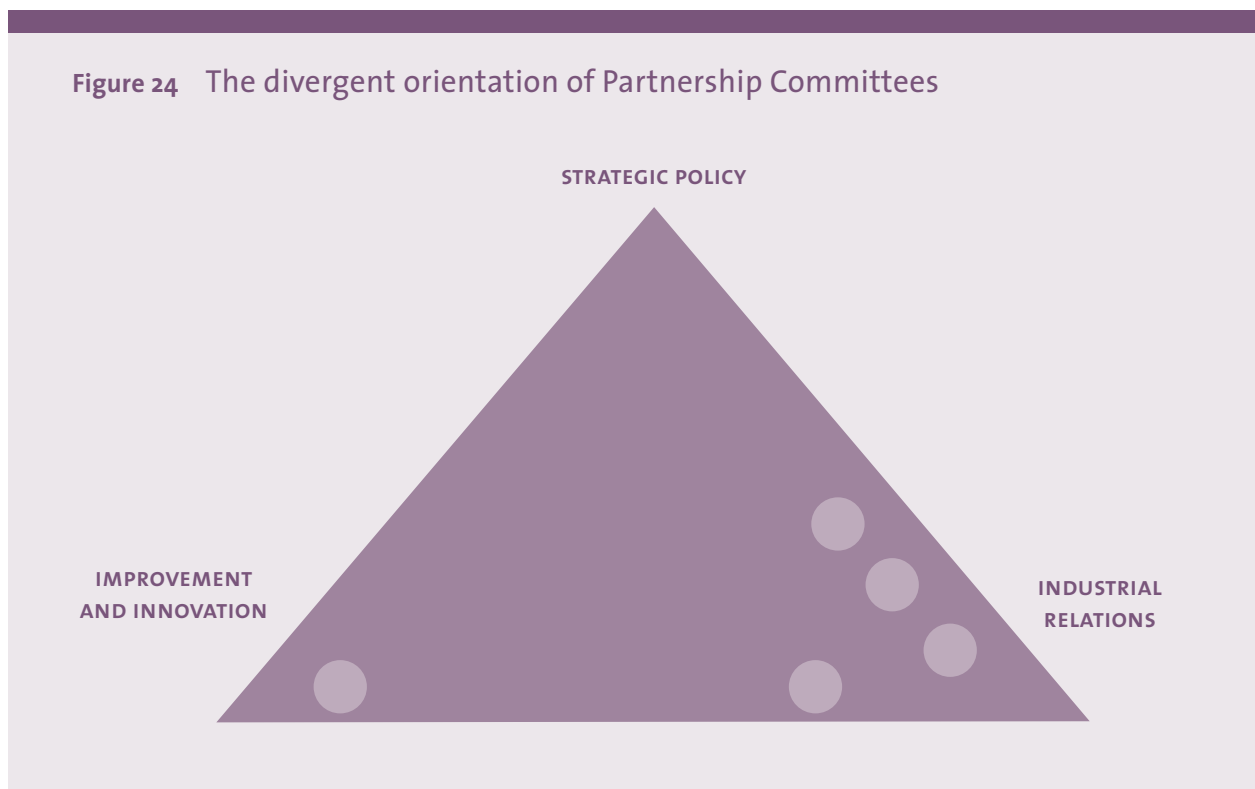 Figure 24 The divergent orientation of Partnership Committees
STRATEGIC POLICY
IMPROVEMENT
AND INNOVATION
INDUSTRIAL
RELATIONS